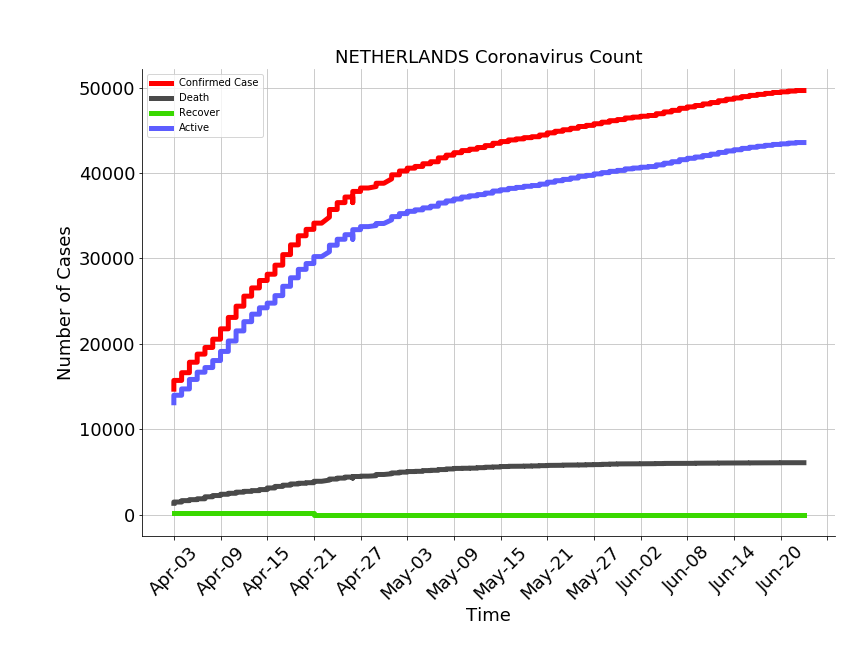 NETHERLANDS Coronavirus Count
Confirmed Case
Death
Recover
Active
50000
40000
30000
20000
10000
0
Number of Cases
Apr-03
Apr-09
Apr-15
Apr-21
Apr-27
May-03
May-09
May-15
May-21
May-27
Jun-02
Jun-08
Jun-14
Jun-20
Time